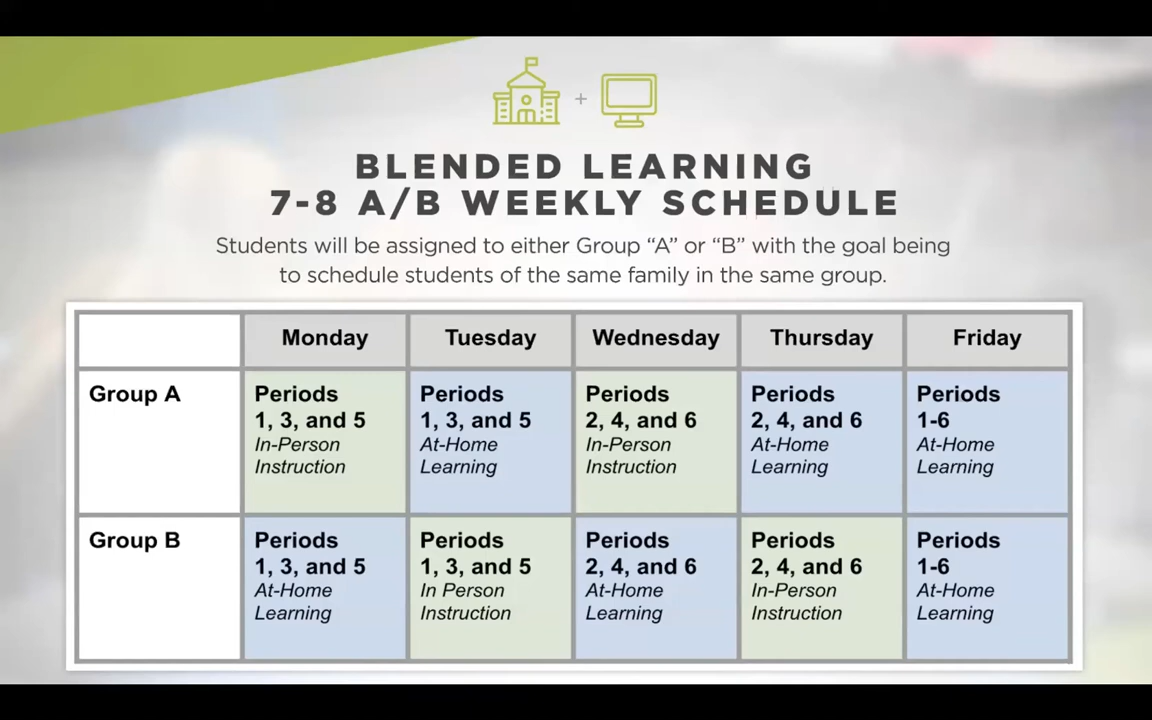 +
BLENDED LEARNING
7-8 A/B WEEKLY SCHEDULE
Students will be assigned to either Group “A” or “B” with the goal being
to schedule students of the same family in the same group.
Monday Tuesday Wednesday Thursday Friday
Group A Periods Periods Periods Periods Periods
1, 3, and 5 1, 3, and 5 2, 4, and 6 2, 4, and 6 1-6
In-Person At-Home In-Person At-Home At-Home
Instruction Learning Instruction Learning Learning
Group B Periods Periods Periods Periods Periods
1, 3, and 5 1, 3, and 5 2, 4, and 6 2, 4, and 6 1-6
At-Home In Person At-Home In-Person At-Home
Learning Instruction Learning Instruction Learning